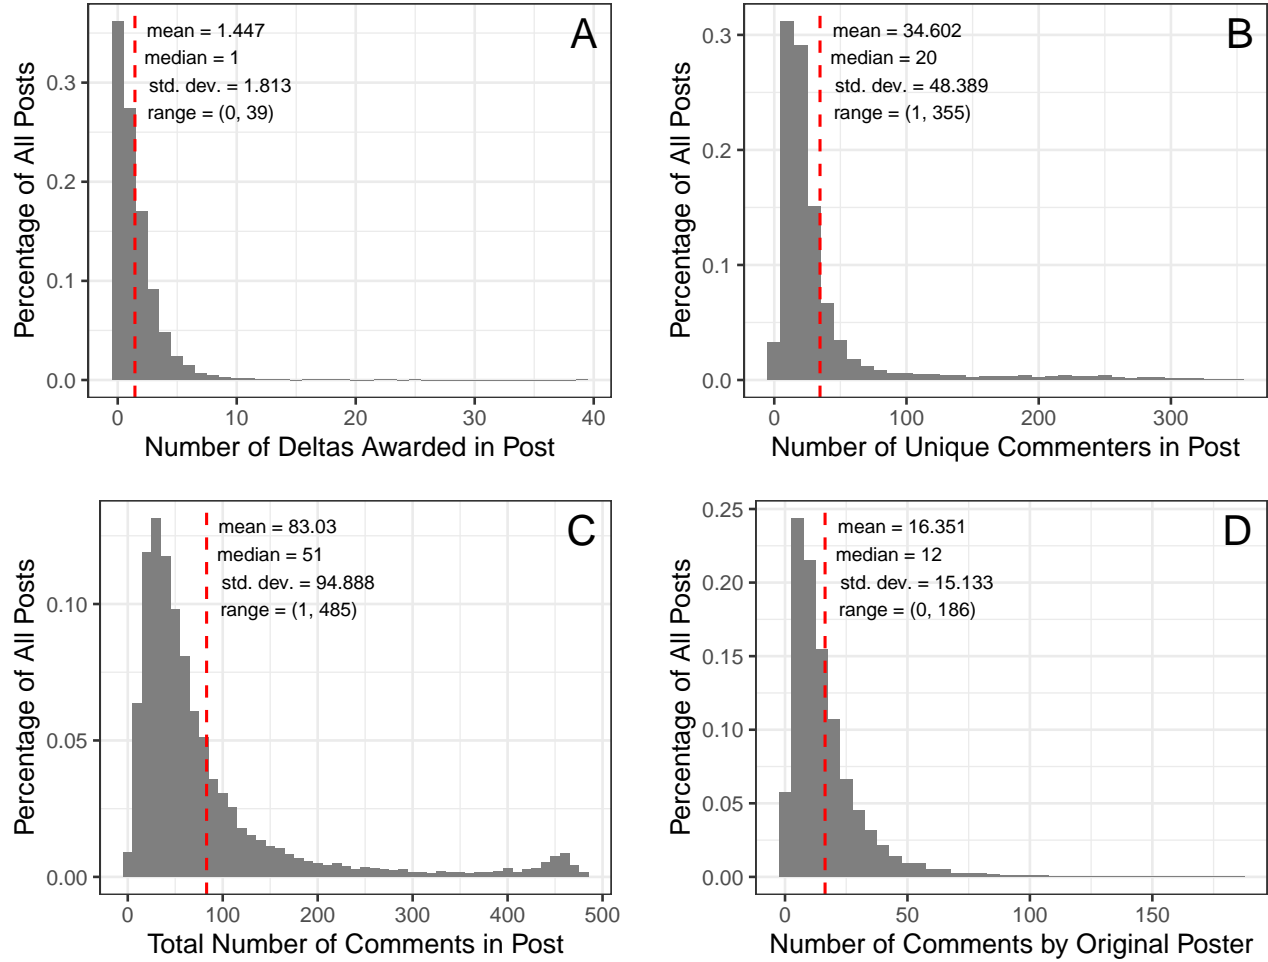 A
mean = 1.447
median = 1
std. dev. = 1.813
range = (0, 39)
Percentage of All Posts
0.3
0.2
0.1
0.0
0 10 20 30 40
Number of Deltas Awarded in Post
B
mean = 34.602
median = 20
std. dev. = 48.389
range = (1, 355)
Percentage of All Posts
0.3
0.2
0.1
0.0
0 100 200 300
Number of Unique Commenters in Post
C
mean = 83.03
median = 51
std. dev. = 94.888
range = (1, 485)
Percentage of All Posts
0.10
0.05
0.00
0 100 200 300 400 500
Total Number of Comments in Post
D
mean = 16.351
median = 12
std. dev. = 15.133
range = (0, 186)
Percentage of All Posts
0.25
0.20
0.15
0.10
0.05
0.00
0 50 100 150
Number of Comments by Original Poster